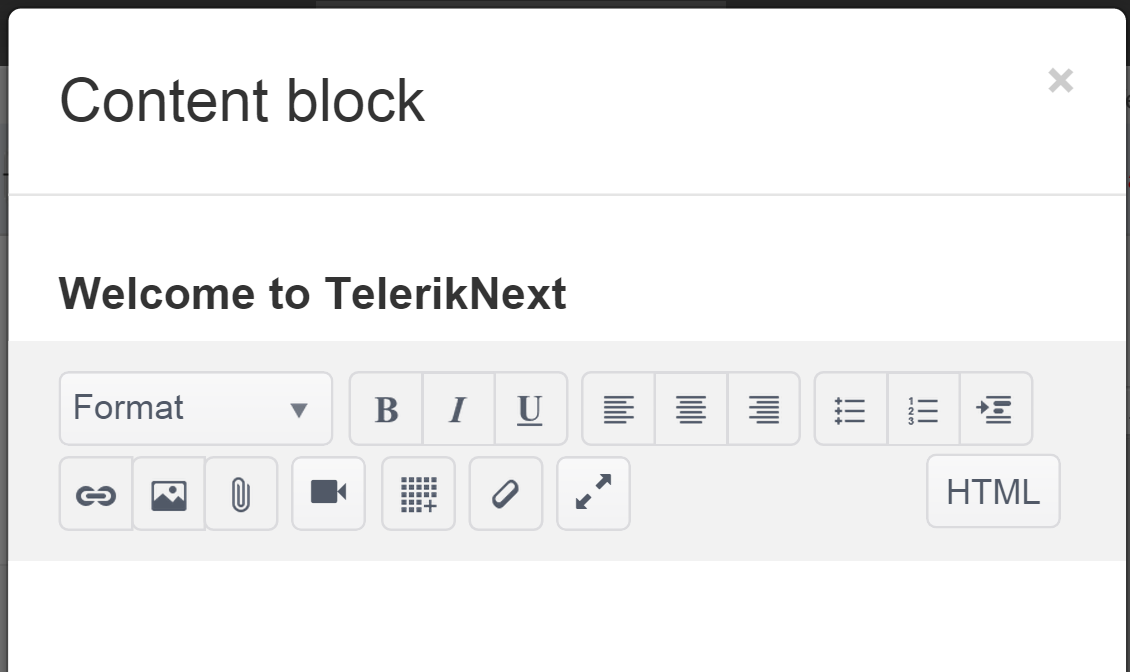 Content block
Welcome to TelerikNext
Format B I U
HTML